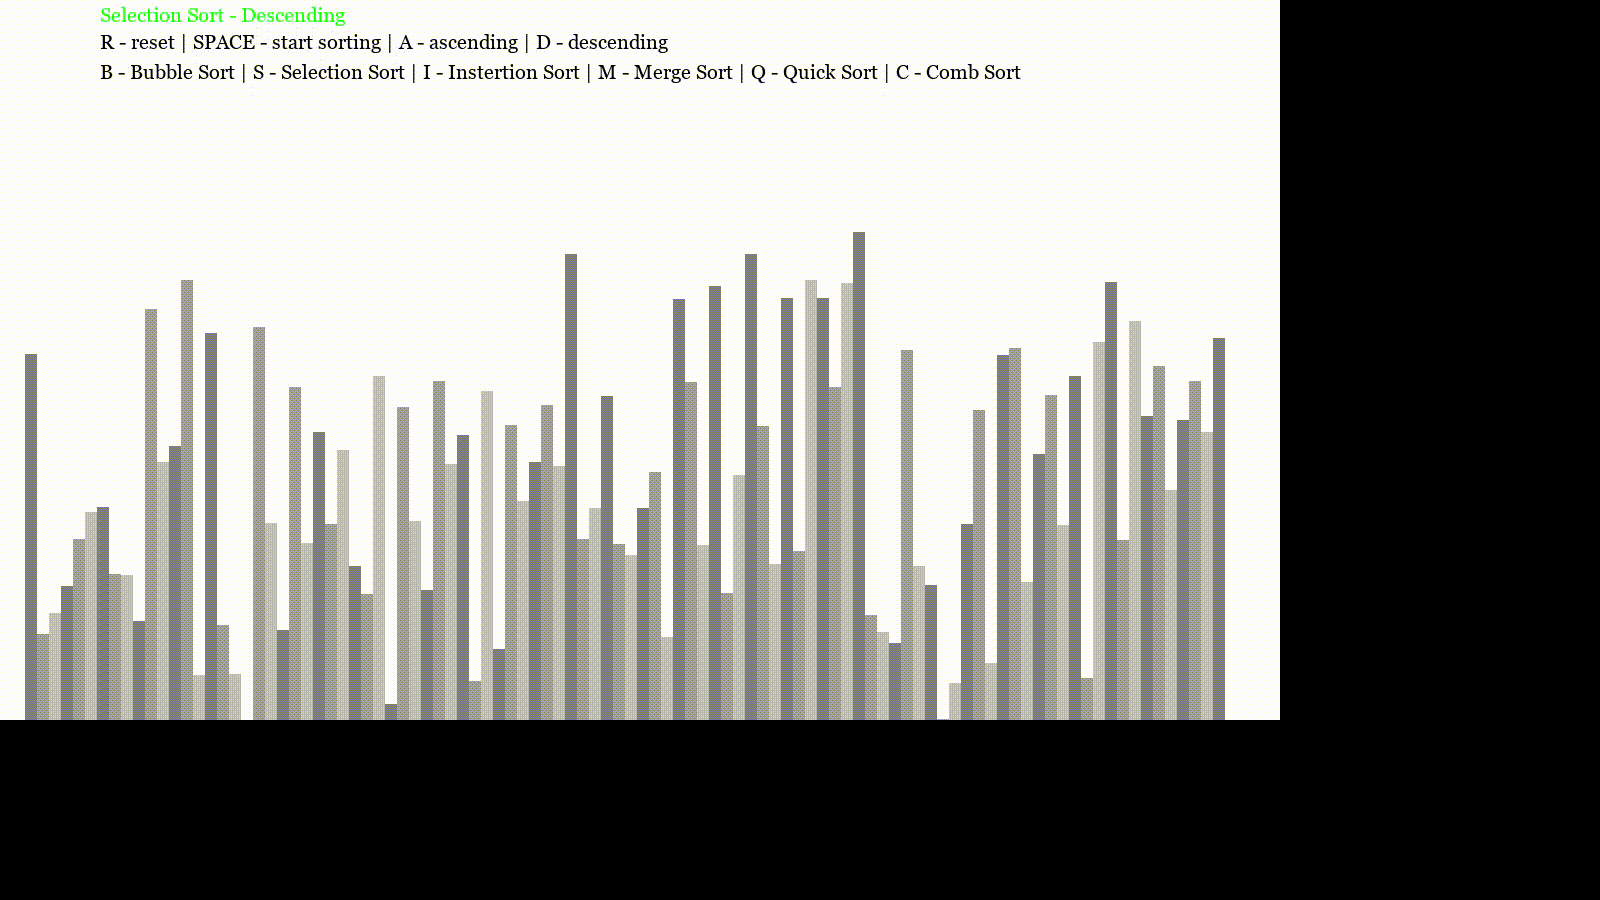 Selection Sort - Descending
R - reset | SPACE - start sorting | A - ascending | D - descending
B - Bubble Sort | S - Selection Sort | I - Instertion Sort | M - Merge Sort | Q - Quick Sort | C - Comb Sort